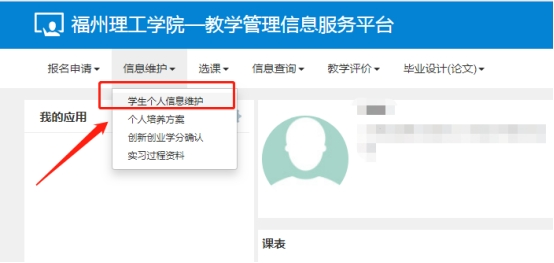 福州理工学院—教学管理信息服务平台
报名申请 信息维护 选课 信息查询 教学评价 毕业设计(论文)
学生个人信息维护
我的应用
个人培养方案
创新创业学分确认
实习过程资料
课表